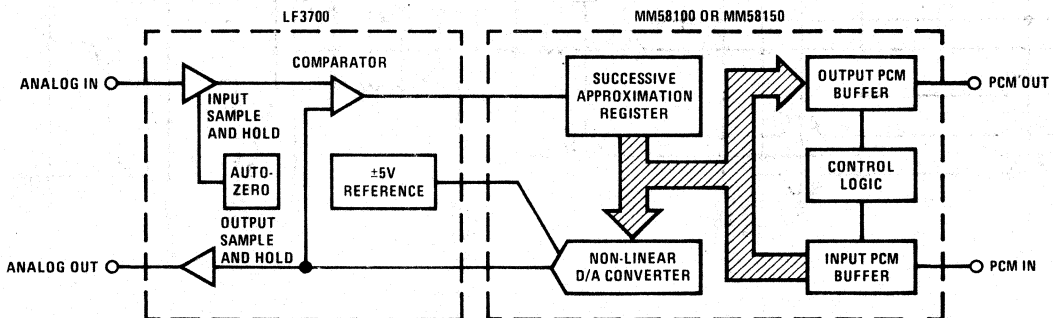 LF3700
MM58100 OR MM58150
ANALOG IN
INPUT
SAMPLE
AND HOLD
COMPARATOR
SUCCESSIVE
APPROXIMATION
REGISTER
OUTPUT PCM
BUFFER
PCM OUT
AUTO-
ZERO
±5V
REFERENCE
CONTROL
LOGIC
ANALOG OUT
OUTPUT
SAMPLE
AND HOLD
NON-LINEAR
D/A CONVERTER
INPUT PCM
BUFFER
PCM IN